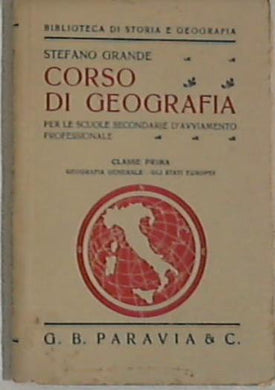 BIBLIOTECA DI STORIA E GEOGRAFIA
STEFANO GRANDE
CORSO
DI GEOGRAFIA
PER LE SCUOLE SECONDARIE D'AVVIAMENTO
PROFESSIONALE
CLASSE PRIMA
GEOGRAFIA GENERALE - GLI STATI EUROPEI
G. B. PARAVIA & C.